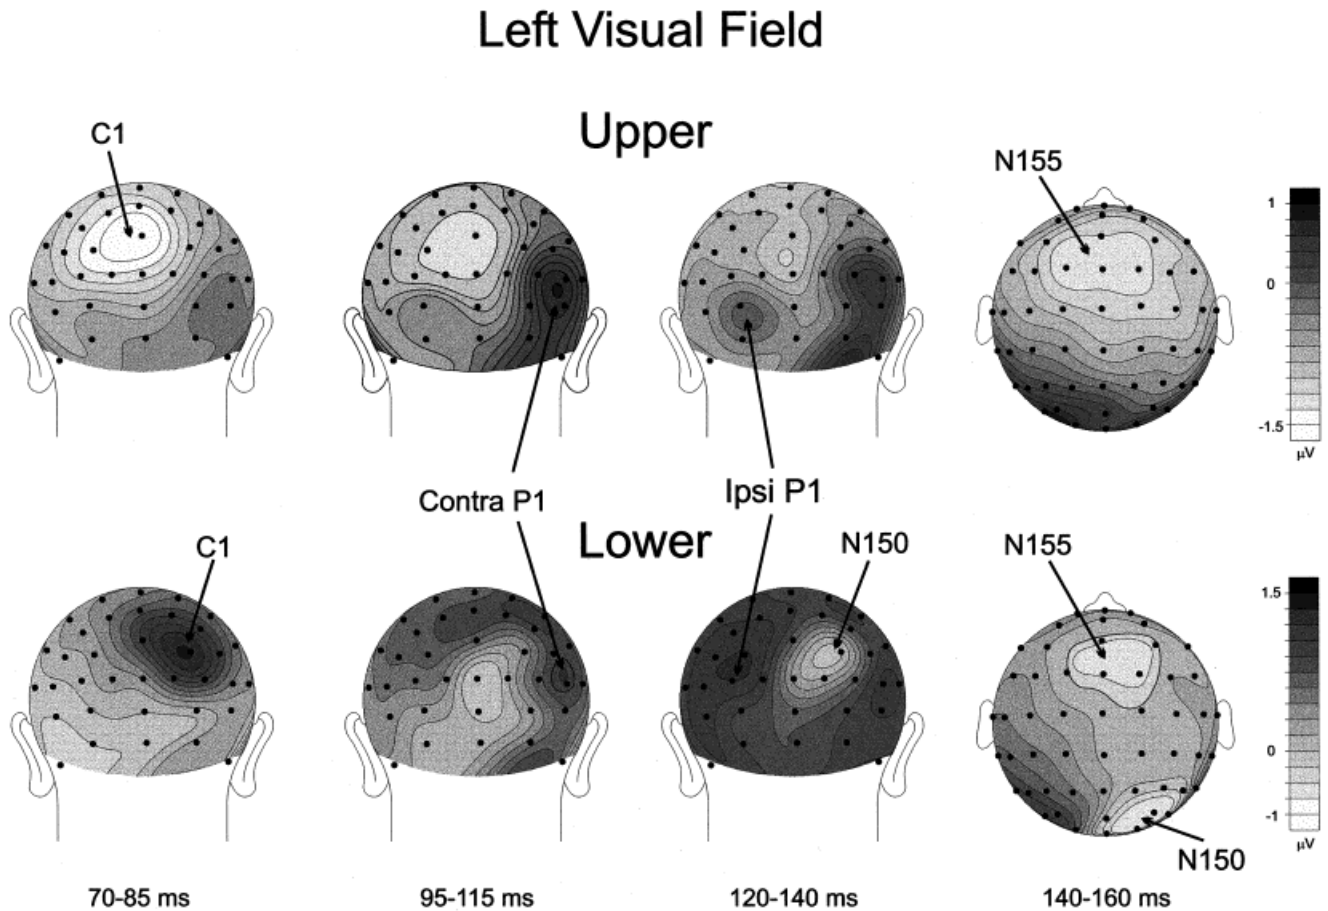 Left Visual Field
Upper
C1
N155
1
0
-1.5
µV
Contra P1
Ipsi P1
Lower
C1
N150
N155
1.5
0
-1
µV
N150
70-85 ms
95-115 ms
120-140 ms
140-160 ms